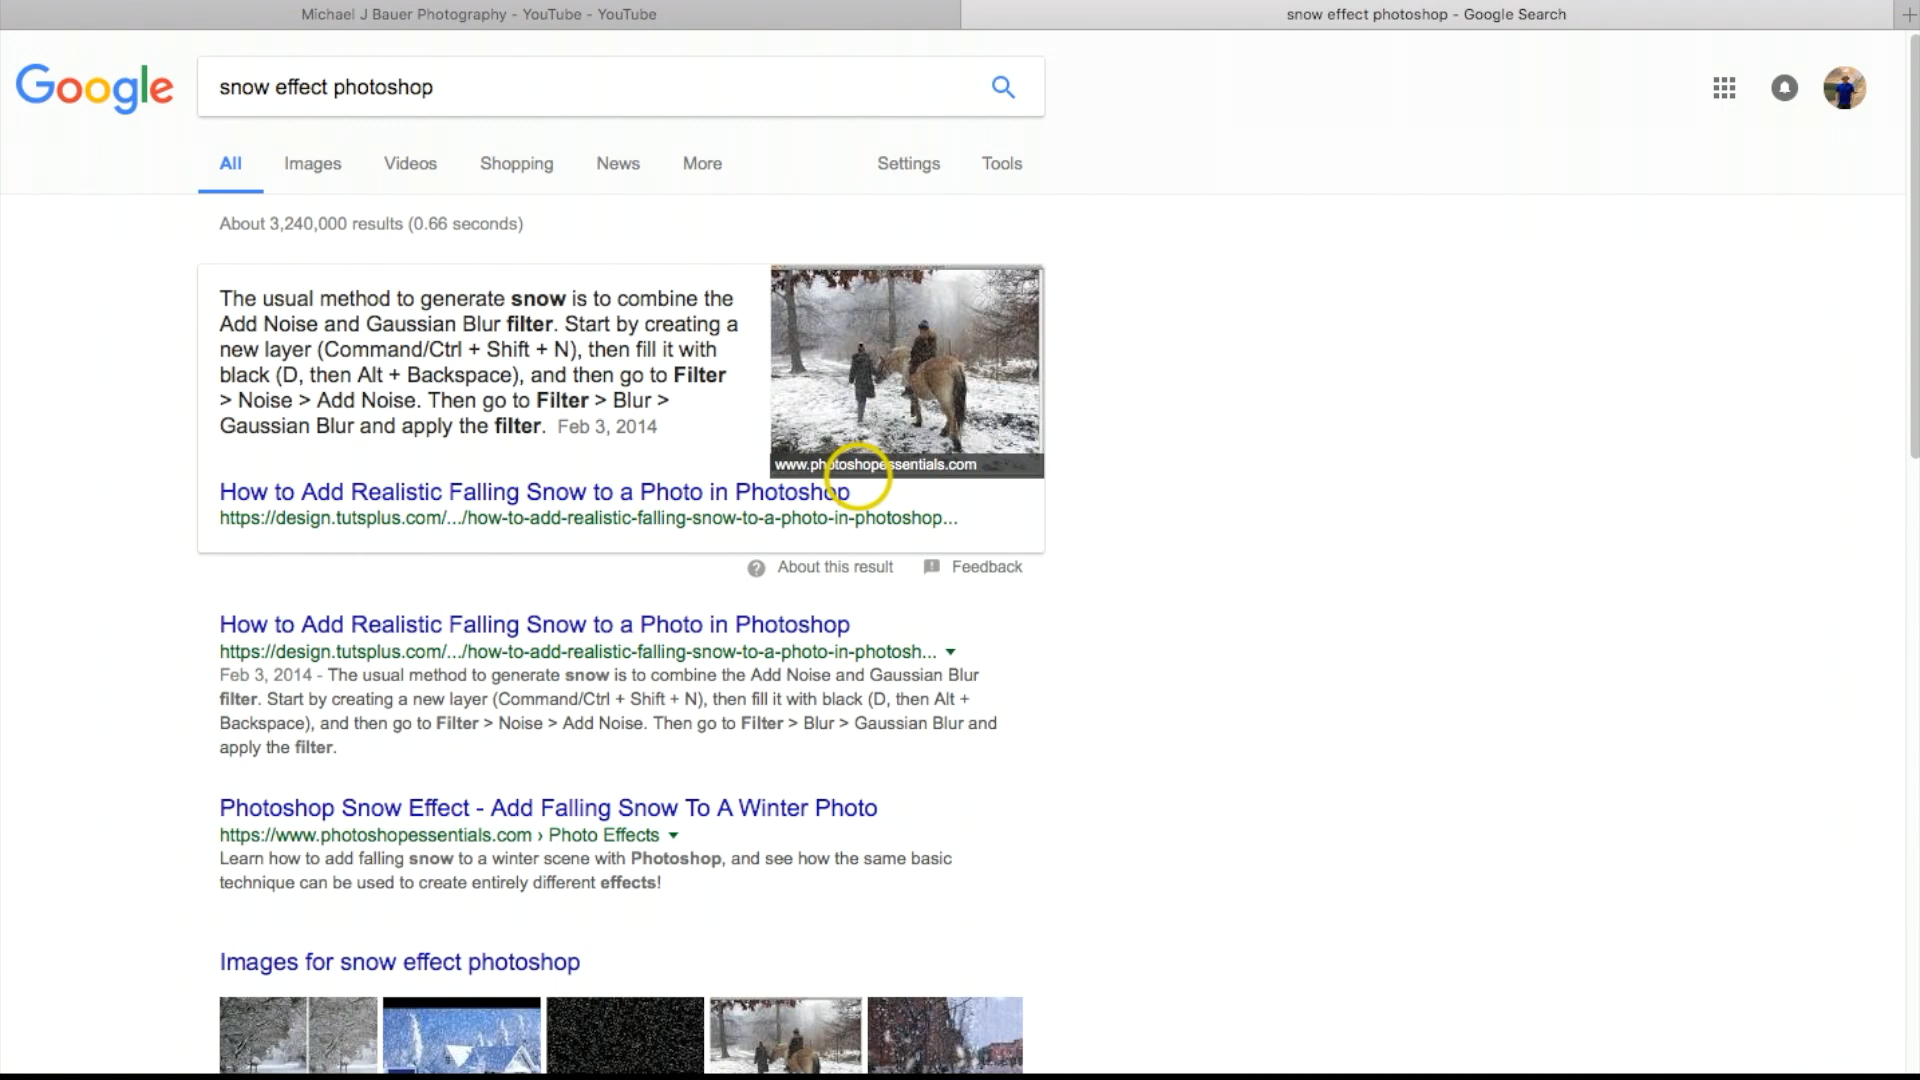 Michael J Bauer Photography - YouTube - YouTube
snow effect photoshop - Google Search
Google
snow effect photoshop
All
Images
Videos
Shopping
News
More
Settings
Tools
About 3,240,000 results (0.66 seconds)
The usual method to generate snow is to combine the
Add Noise and Gaussian Blur filter. Start by creating a
new layer (Command/Ctrl + Shift + N), then fill it with
black (D, then Alt + Backspace), and then go to Filter
> Noise > Add Noise. Then go to Filter > Blur >
Gaussian Blur and apply the filter. Feb 3, 2014
www.photoshopessentials.com
How to Add Realistic Falling Snow to a Photo in Photoshop
https://design.tutsplus.com/.../how-to-add-realistic-falling-snow-to-a-photo-in-photoshop...
About this result
Feedback
How to Add Realistic Falling Snow to a Photo in Photoshop
https://design.tutsplus.com/.../how-to-add-realistic-falling-snow-to-a-photo-in-photosh...
Feb 3, 2014 - The usual method to generate snow is to combine the Add Noise and Gaussian Blur
filter. Start by creating a new layer (Command/Ctrl + Shift + N), then fill it with black (D, then Alt +
Backspace), and then go to Filter > Noise > Add Noise. Then go to Filter > Blur > Gaussian Blur and
apply the filter.
Photoshop Snow Effect - Add Falling Snow To A Winter Photo
https://www.photoshopessentials.com › Photo Effects
Learn how to add falling snow to a winter scene with Photoshop, and see how the same basic
technique can be used to create entirely different effects!
Images for snow effect photoshop